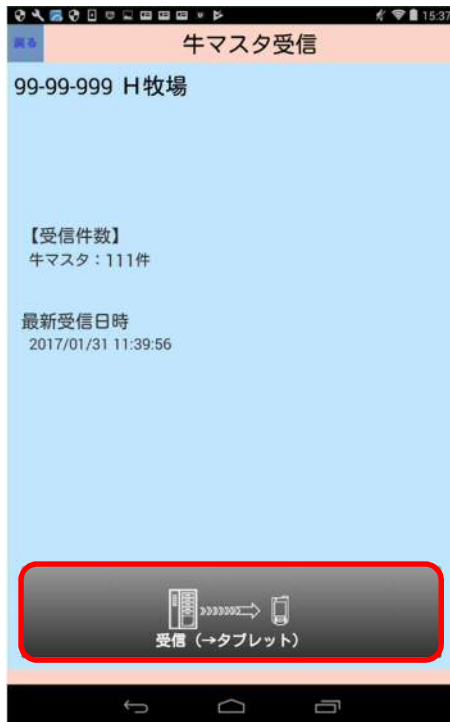 15:37
戻る
牛マスタ受信
99-99-999 H牧場
【受信件数】
牛マスタ：111件
最新受信日時
2017/01/31 11:39:56
受信（→タブレット）